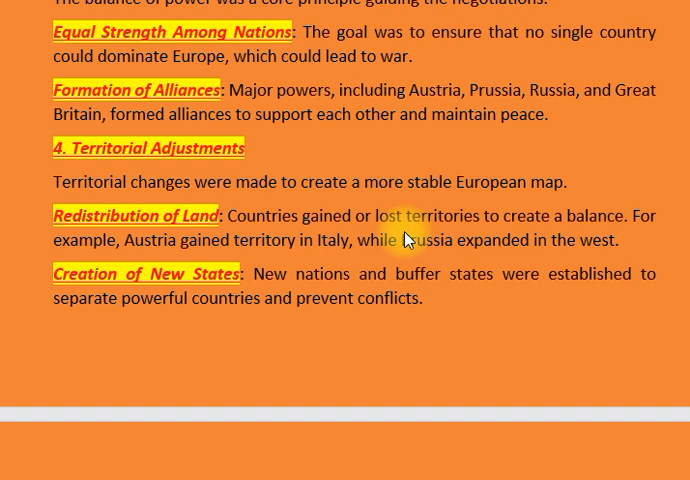 The balance of power was a core principle guiding the negotiations.
Equal Strength Among Nations: The goal was to ensure that no single country
could dominate Europe, which could lead to war.
Formation of Alliances: Major powers, including Austria, Prussia, Russia, and Great
Britain, formed alliances to support each other and maintain peace.
4. Territorial Adjustments
Territorial changes were made to create a more stable European map.
Redistribution of Land: Countries gained or lost territories to create a balance. For
example, Austria gained territory in Italy, while Prussia expanded in the west.
Creation of New States: New nations and buffer states were established to
separate powerful countries and prevent conflicts.